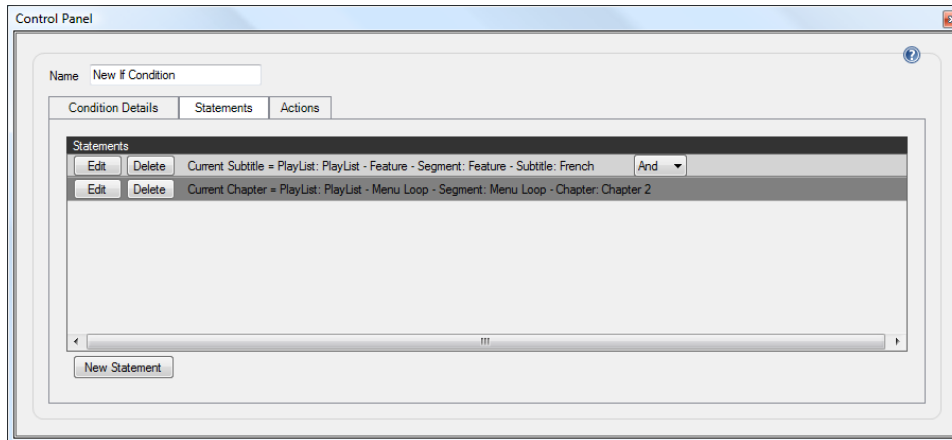 Control Panel
Name New If Condition
Condition Details Statements Actions
Statements
Edit Delete Current Subtitle = PlayList: PlayList - Feature - Segment: Feature - Subtitle: French And
Edit Delete Current Chapter = PlayList: PlayList - Menu Loop - Segment: Menu Loop - Chapter: Chapter 2
New Statement